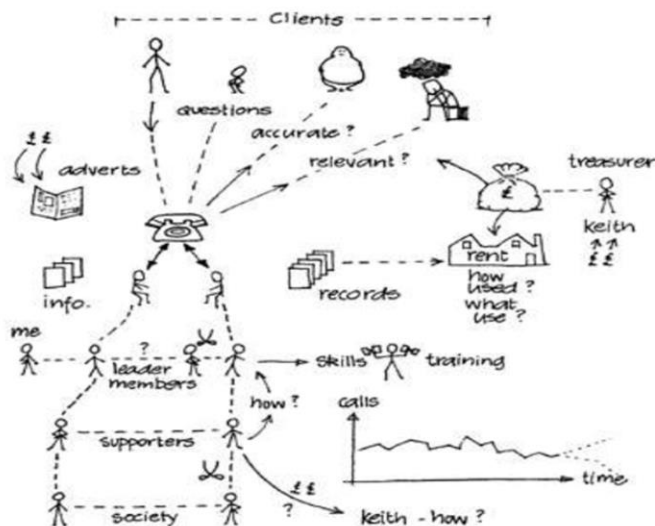 Clients
questions
accurate ?
relevant ?
£ £
adverts
£
treasurer
keith
£ £
rent
how
used ?
what
use ?
info.
records
me
?
leader
members
skills
training
how ?
supporters
calls
time
£ £
?
keith - how ?
society